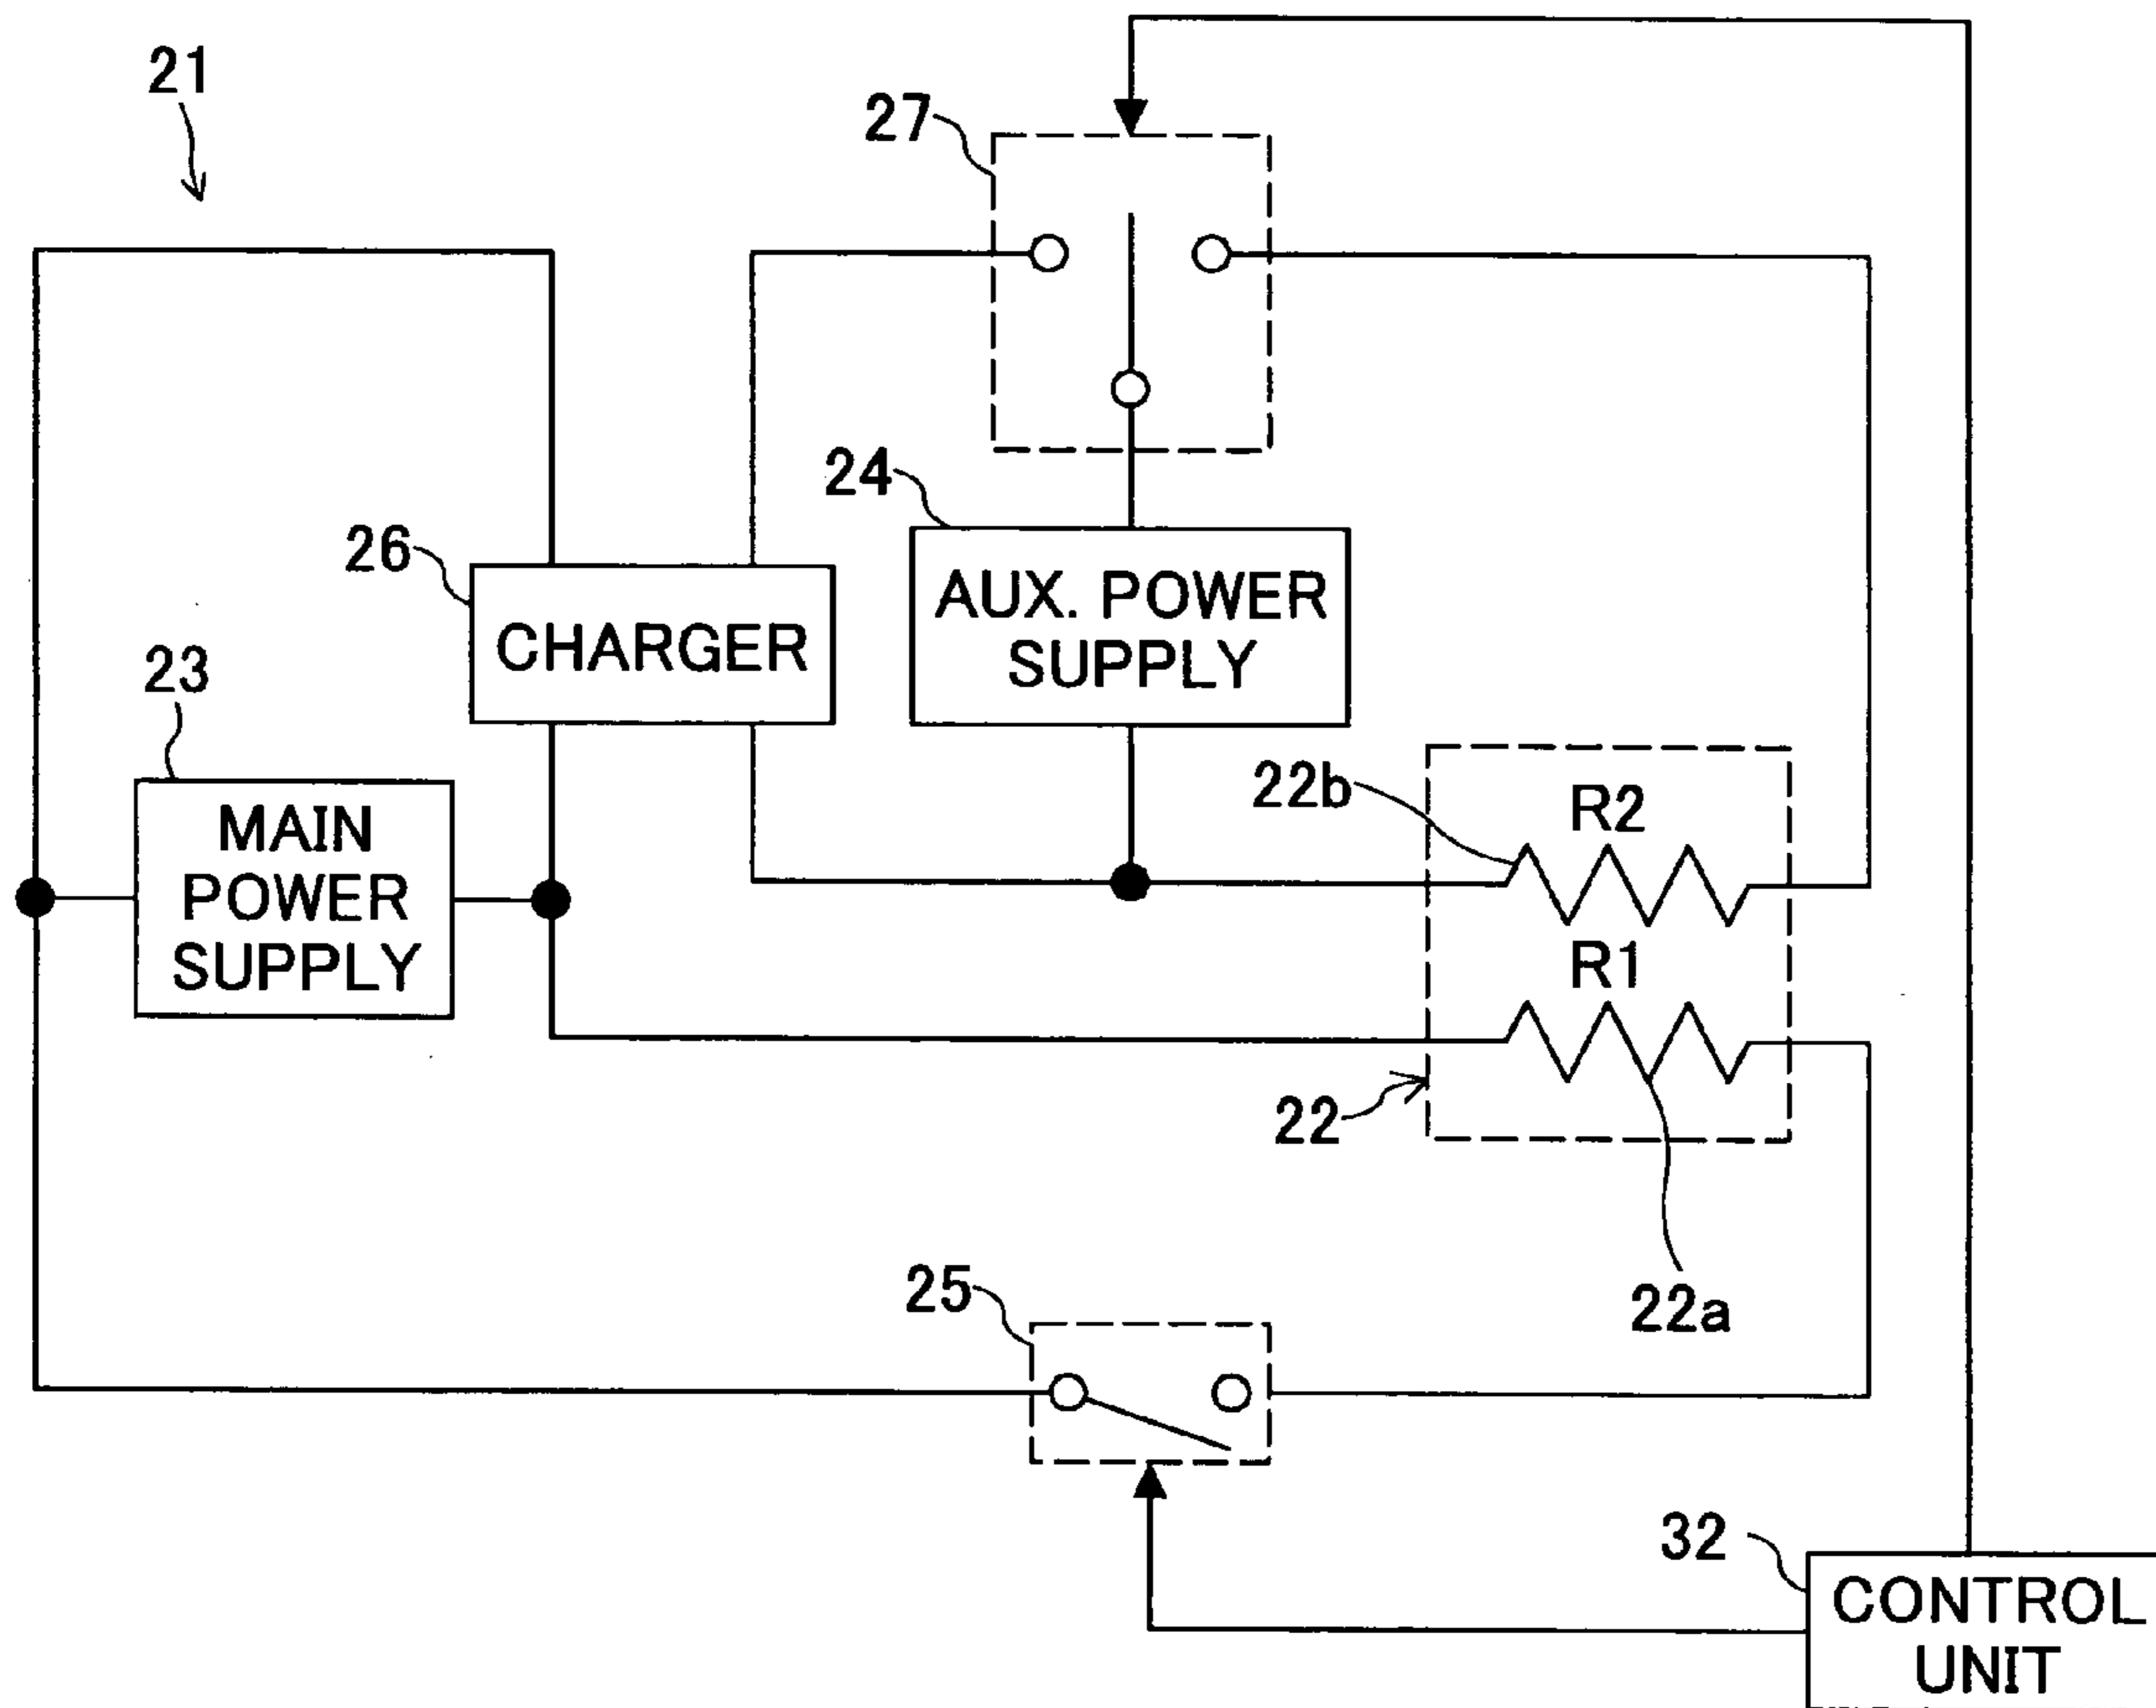 21
27
24
26
AUX. POWER
SUPPLY
CHARGER
23
22b
R2
MAIN
POWER
SUPPLY
R1
22
25
22a
32
CONTROL
UNIT